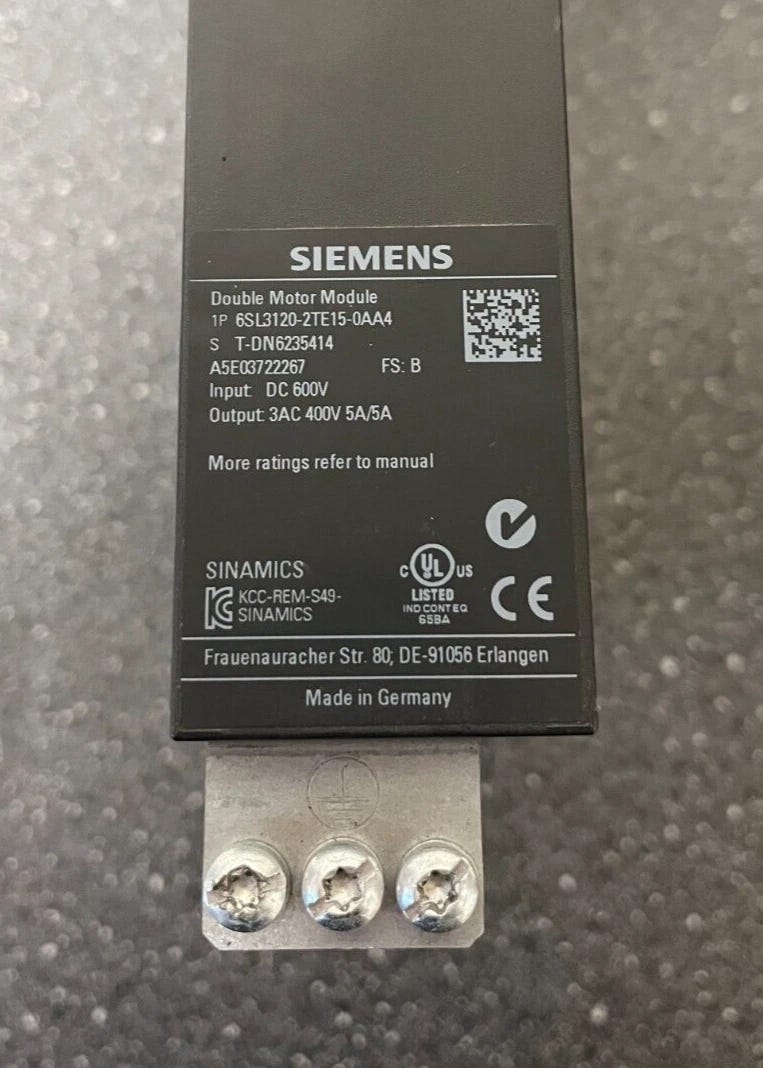 SIEMENS
Double Motor Module
1P 6SL3120-2TE15-0AA4
S T-DN6235414
A5E03722267 FS: B
Input: DC 600V
Output: 3AC 400V 5A/5A
More ratings refer to manual
SINAMICS
KCC-REM-S49-
SINAMICS
C UL US
LISTED
IND CONT EQ
65BA
CE
Frauenauracher Str. 80; DE-91056 Erlangen
Made in Germany